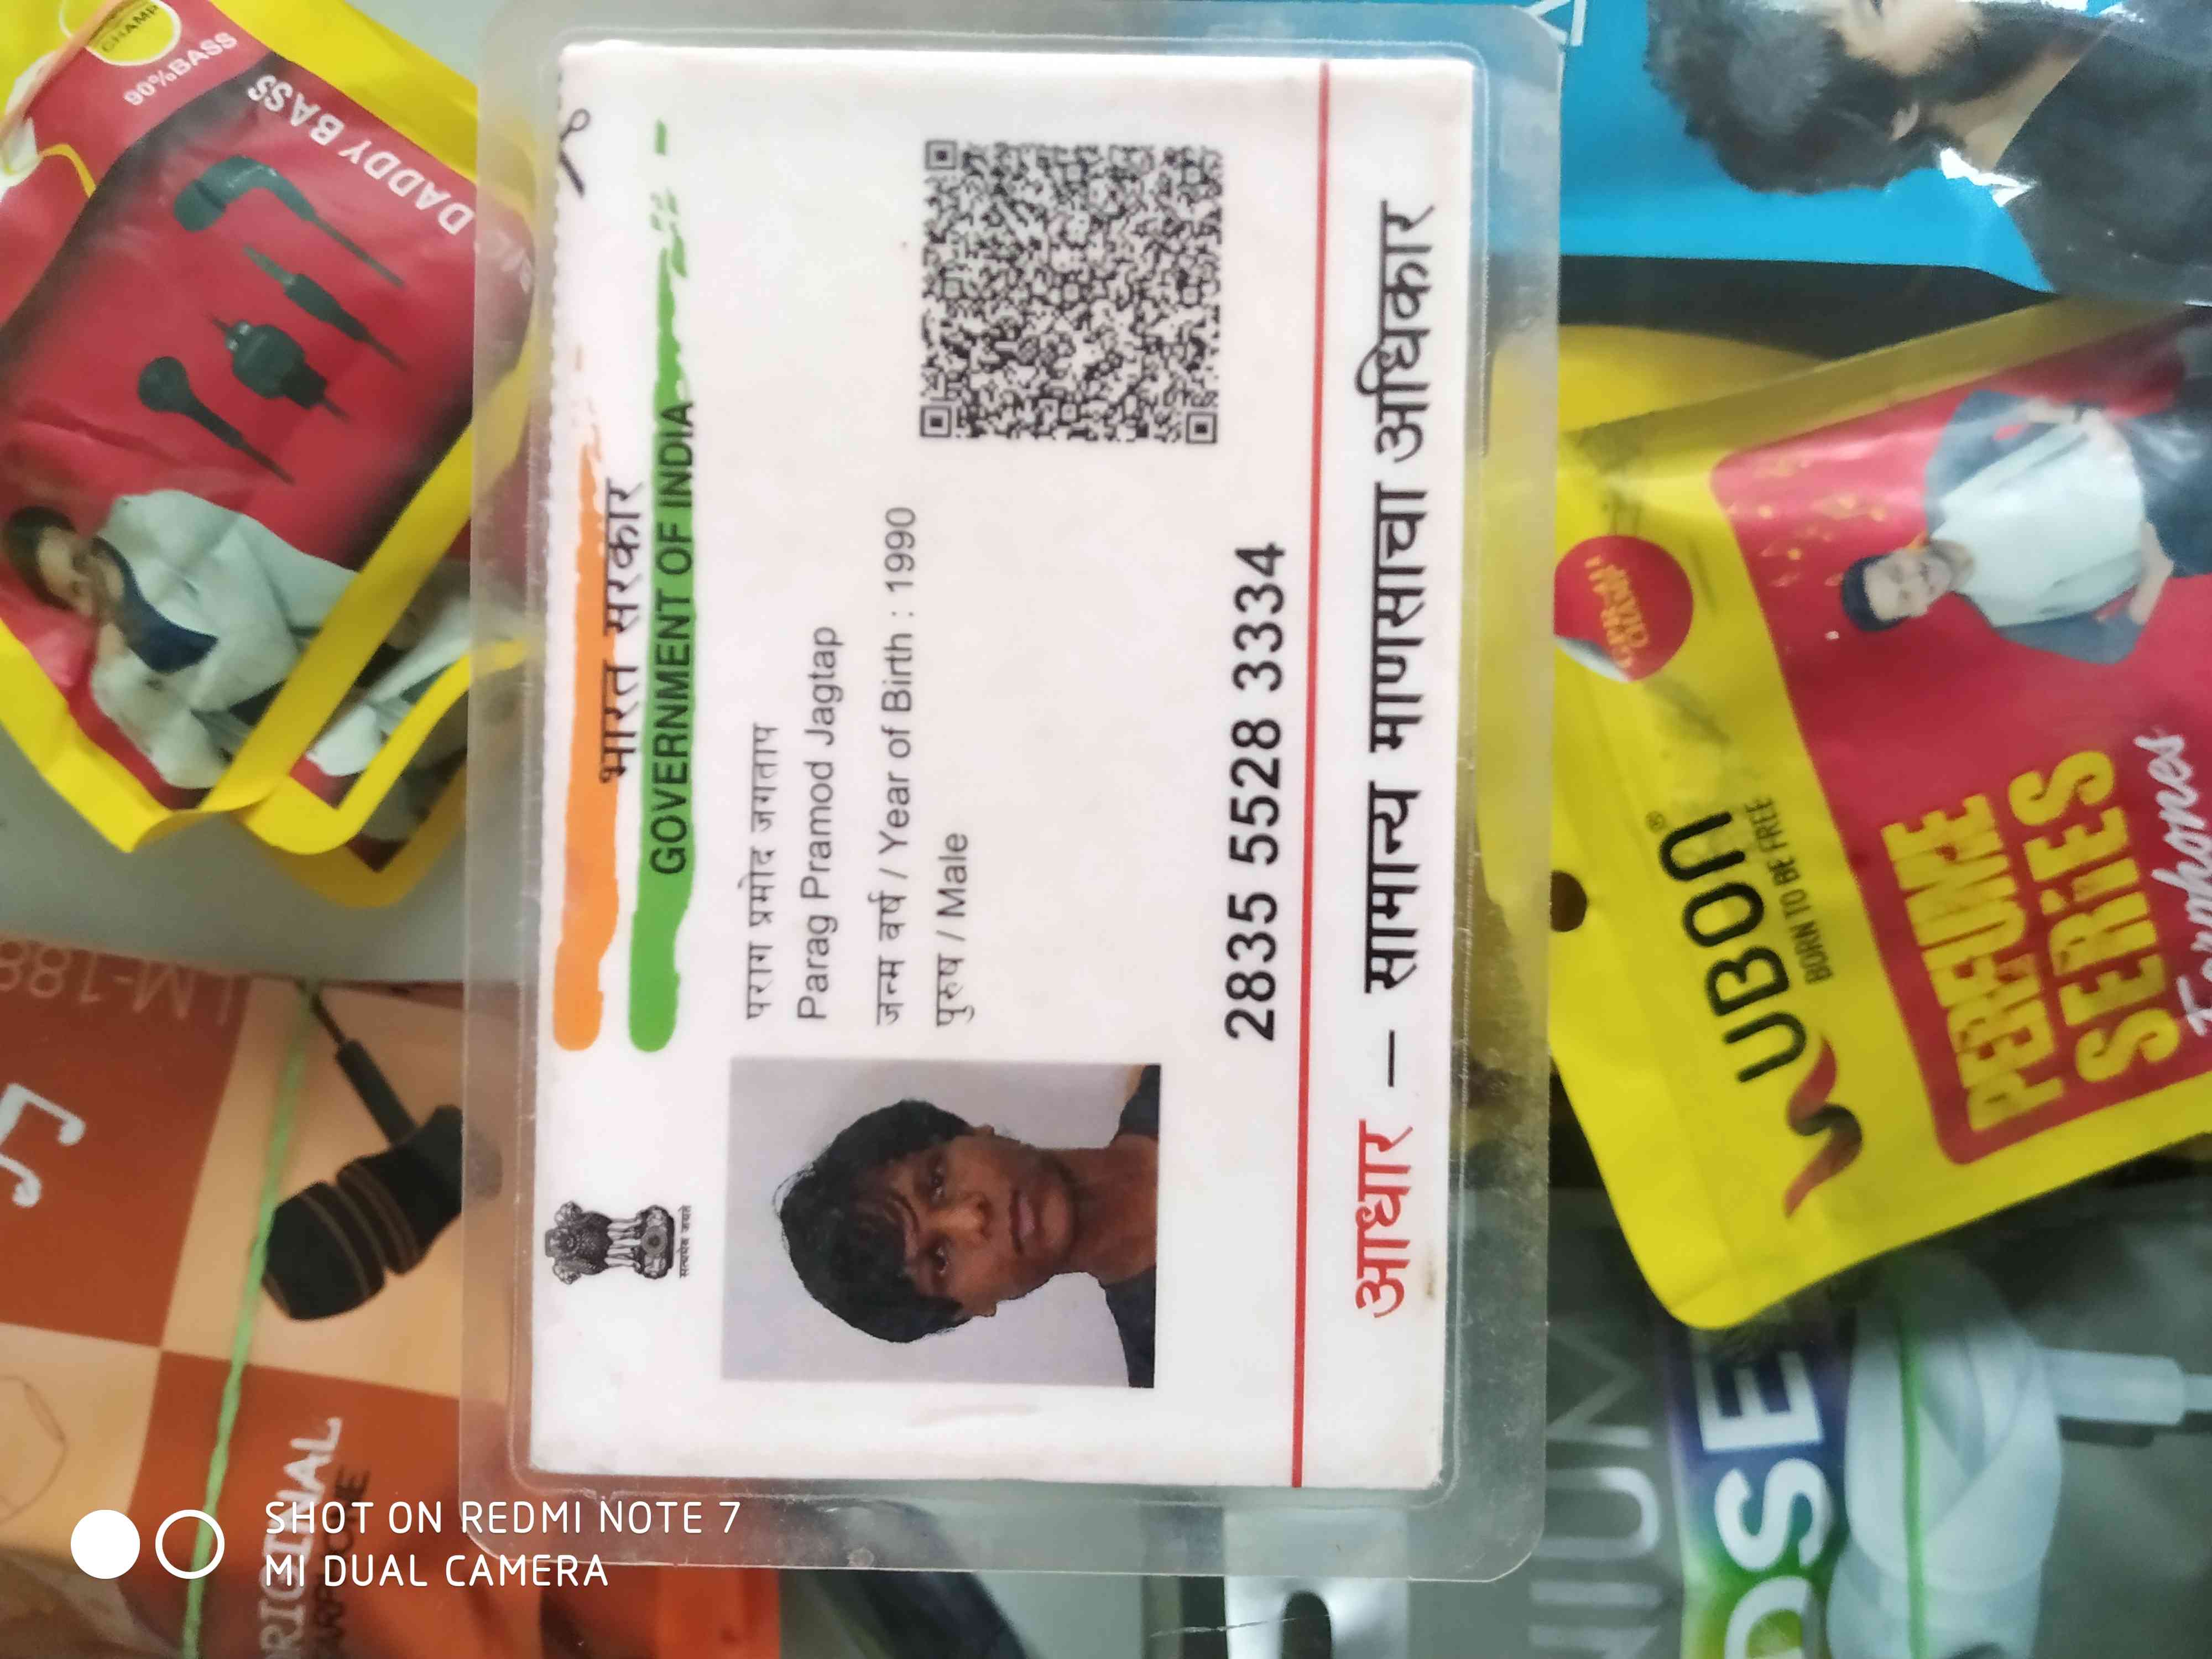 भारत सरकार
GOVERNMENT OF INDIA
सत्यमेव जयते
पराग प्रमोद जगताप
Parag Pramod Jagtap
जन्म वर्ष / Year of Birth : 1990
पुरुष / Male
2835 5528 3334
आधार – सामान्य माणसाचा अधिकार
CHAMP
90%BASS
DADDY BASS
LM-188
UBON®
BORN TO BE FREE
PERFUME
SERIES
Earphones
CHAMP
SHOT ON REDMI NOTE 7
MI DUAL CAMERA